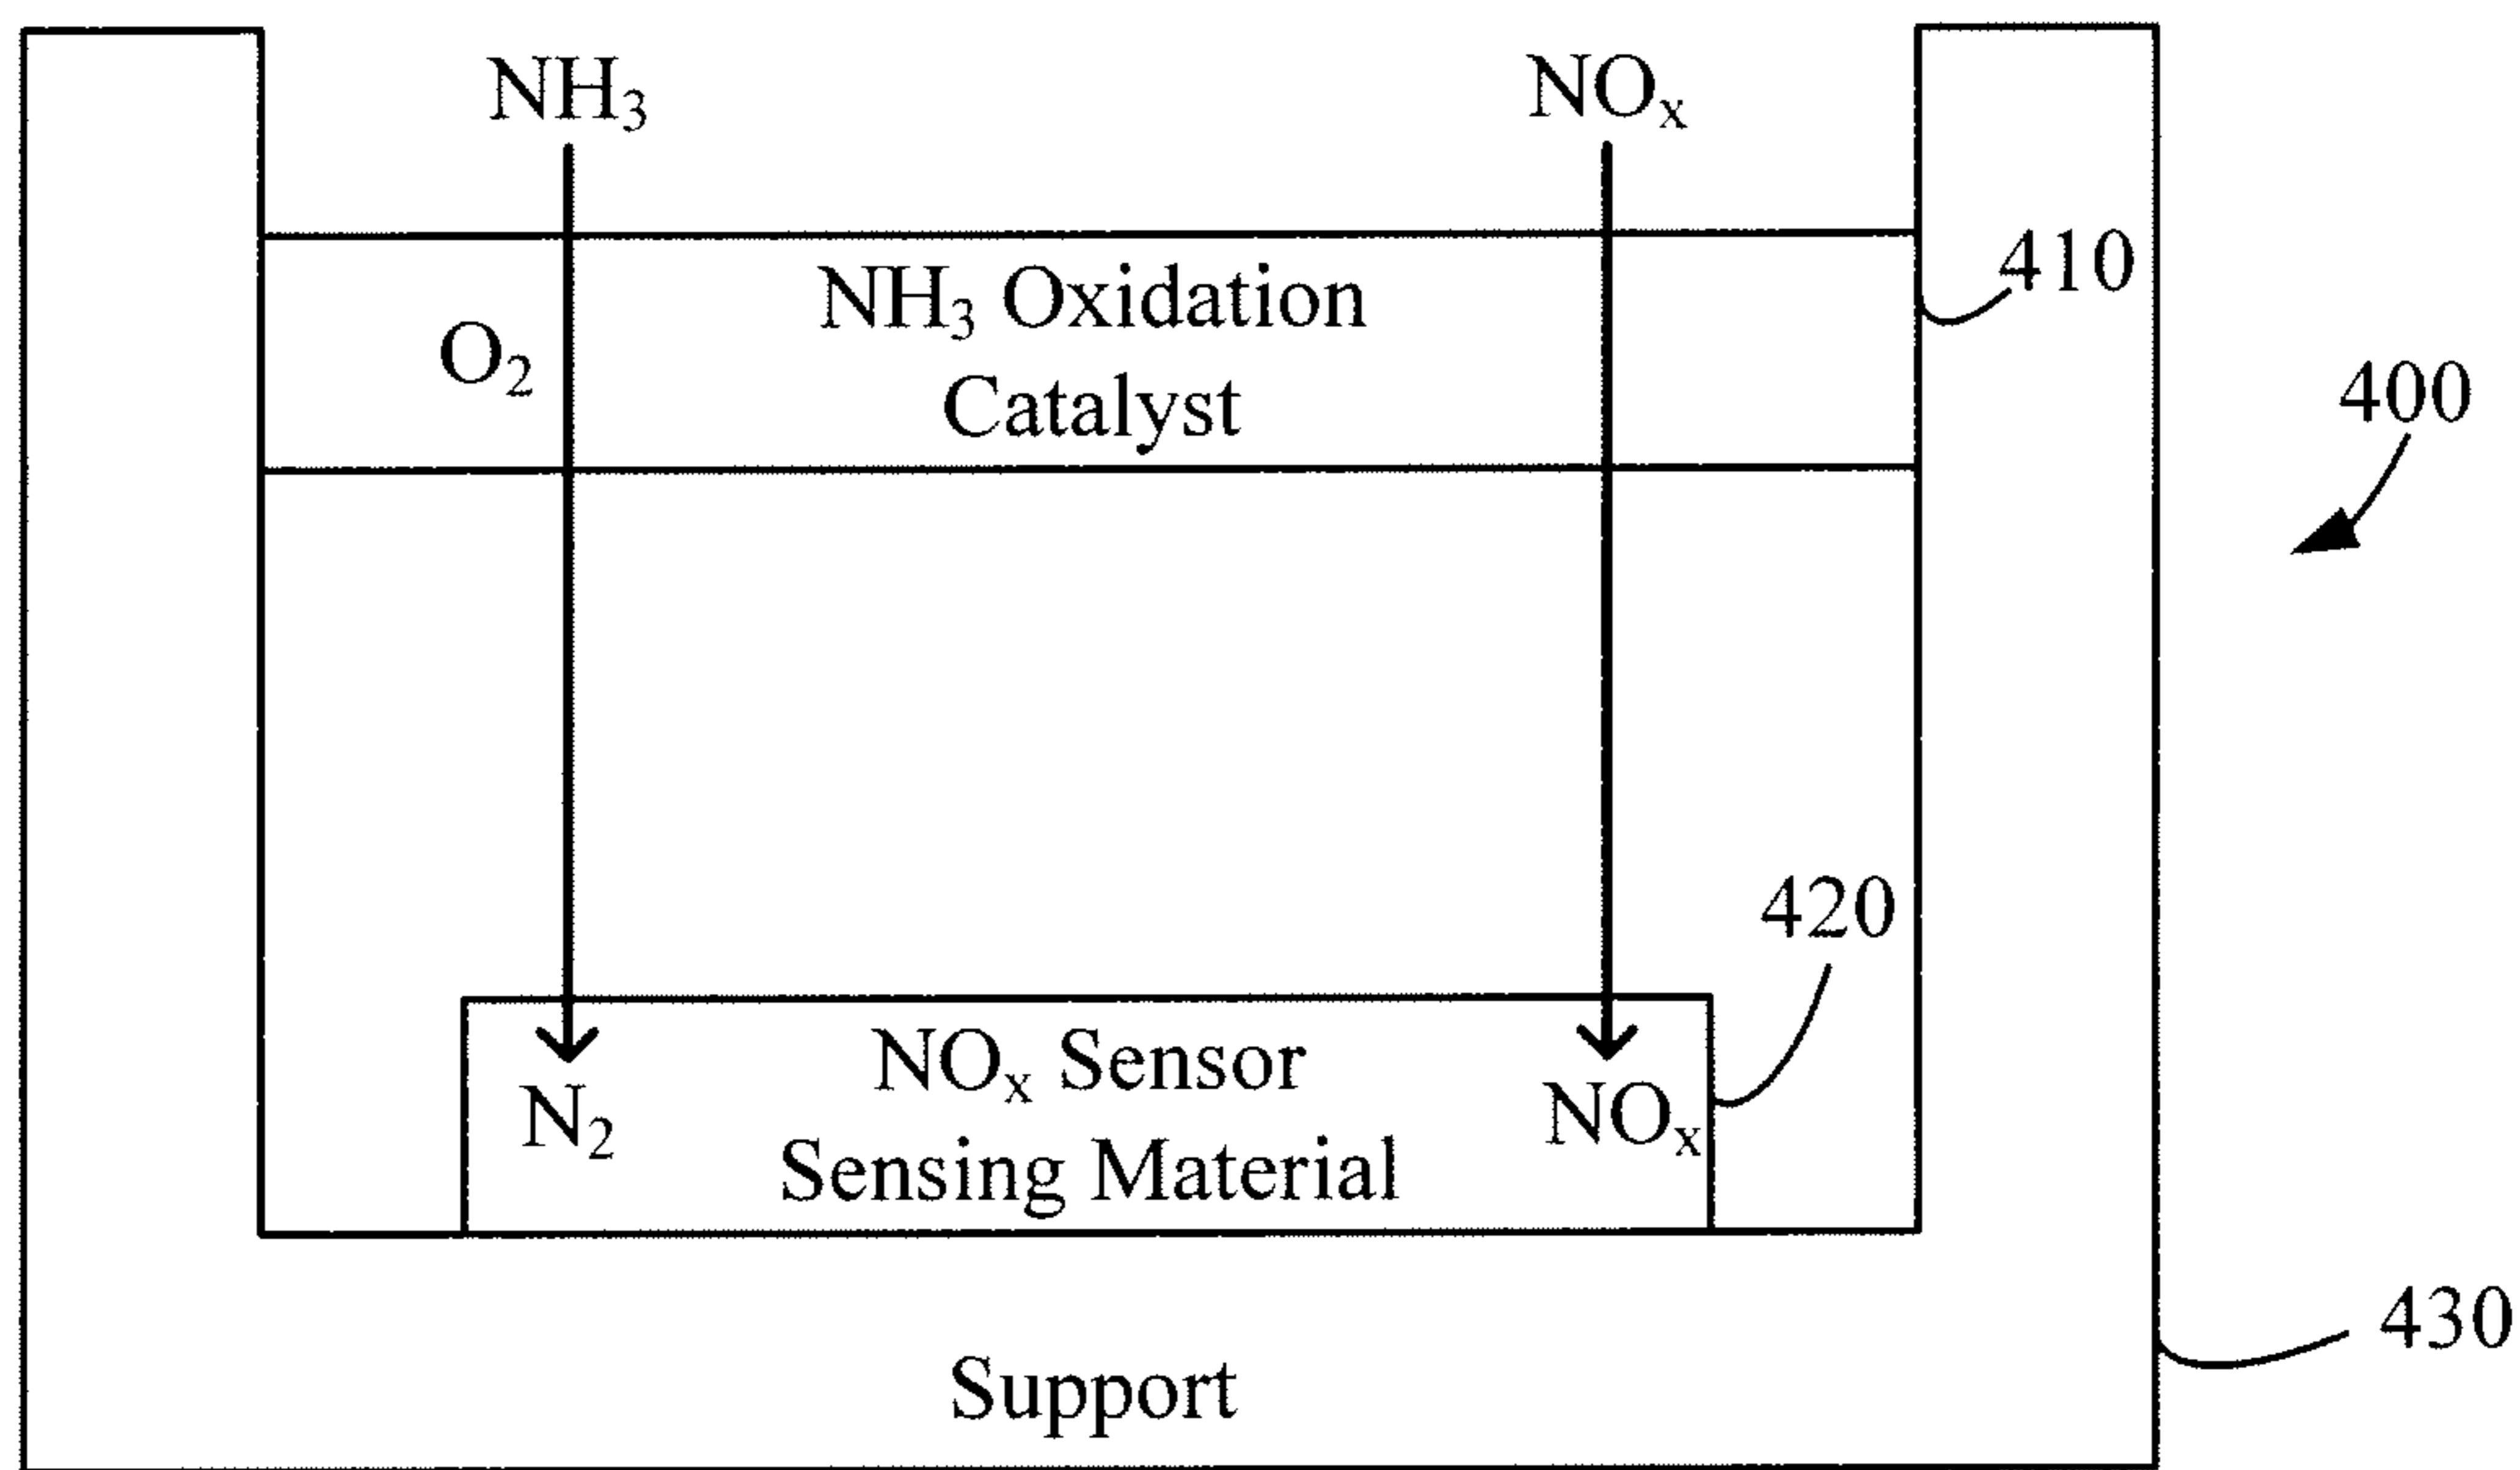 NH₃
NOₓ
NH₃ Oxidation
Catalyst
O₂
410
400
420
NOₓ Sensor
Sensing Material
N₂
NOₓ
430
Support